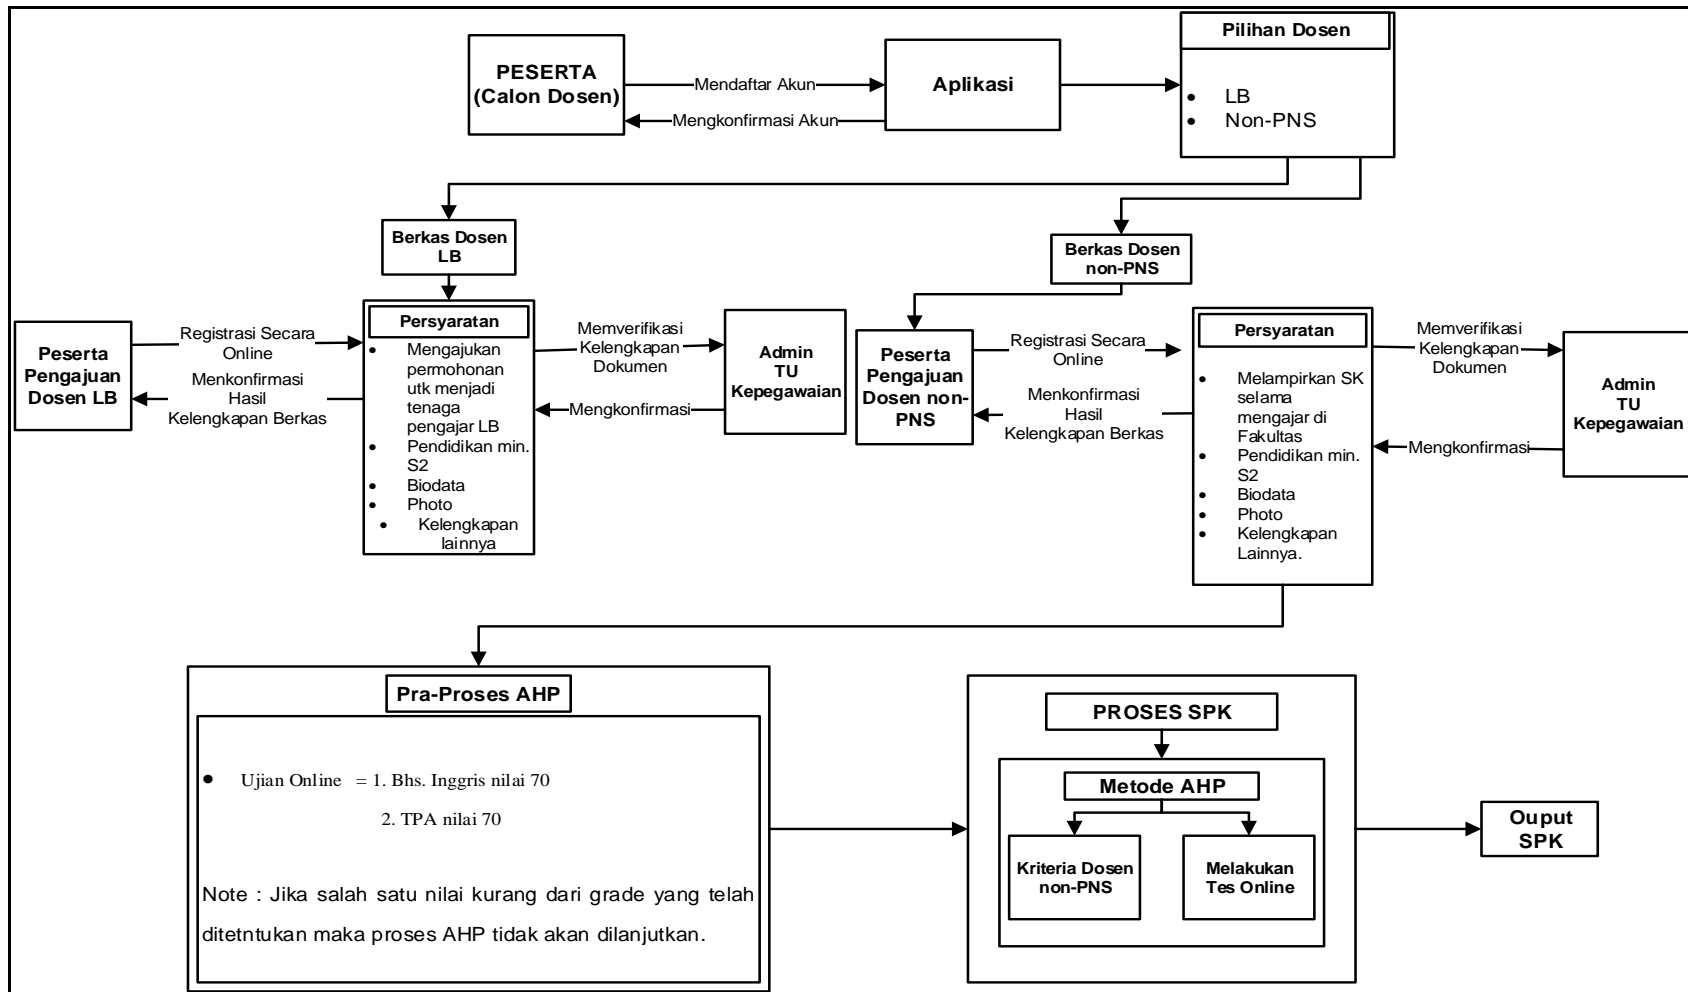 Pilihan Dosen
PESERTA
(Calon Dosen)
Mendaftar Akun
Mengkonfirmasi Akun
Aplikasi
• LB
• Non-PNS
Berkas Dosen
LB
Berkas Dosen
non-PNS
Peserta
Pengajuan
Dosen LB
Registrasi Secara
Online
Menkonfirmasi
Hasil
Kelengkapan Berkas
Persyaratan
• Mengajukan
permohonan
utk menjadi
tenaga
pengajar LB
• Pendidikan min.
S2
• Biodata
• Photo
• Kelengkapan
lainnya
Memverifikasi
Kelengkapan
Dokumen
Mengkonfirmasi
Admin
TU
Kepegawaian
Peserta
Pengajuan
Dosen non-
PNS
Registrasi Secara
Online
Menkonfirmasi
Hasil
Kelengkapan Berkas
Persyaratan
• Melampirkan SK
selama
mengajar di
Fakultas
• Pendidikan min.
S2
• Biodata
• Photo
• Kelengkapan
Lainnya.
Memverifikasi
Kelengkapan
Dokumen
Mengkonfirmasi
Admin
TU
Kepegawaian
Pra-Proses AHP
• Ujian Online = 1. Bhs. Inggris nilai 70
2. TPA nilai 70
Note : Jika salah satu nilai kurang dari grade yang telah
ditetntukan maka proses AHP tidak akan dilanjutkan.
PROSES SPK
Metode AHP
Kriteria Dosen
non-PNS
Melakukan
Tes Online
Ouput
SPK